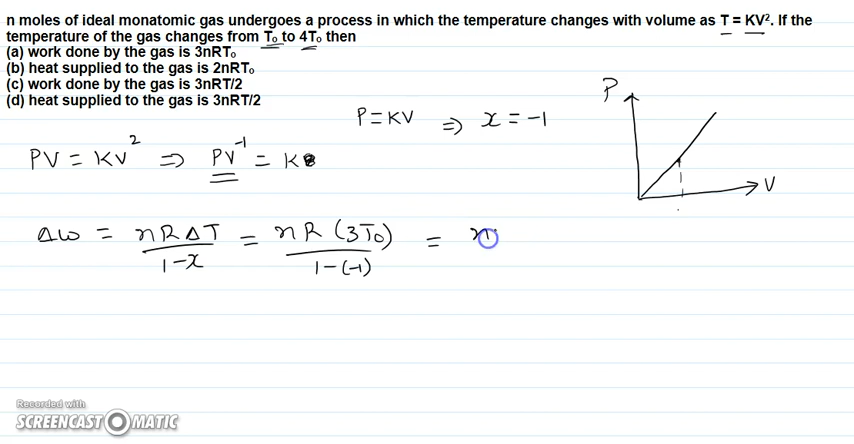 n moles of ideal monatomic gas undergoes a process in which the temperature changes with volume as T = KV². If the
temperature of the gas changes from T₀ to 4T₀ then
(a) work done by the gas is 3nRT₀
(b) heat supplied to the gas is 2nRT₀
(c) work done by the gas is 3nRT/2
(d) heat supplied to the gas is 3nRT/2
P = KV ⇒ x = -1
P
V
PV = KV² ⇒ PV⁻¹ = K
ΔW = nRΔT/1-x = nR(3T₀)/1-(-1) = n
Recorded with
SCREENCAST O MATIC